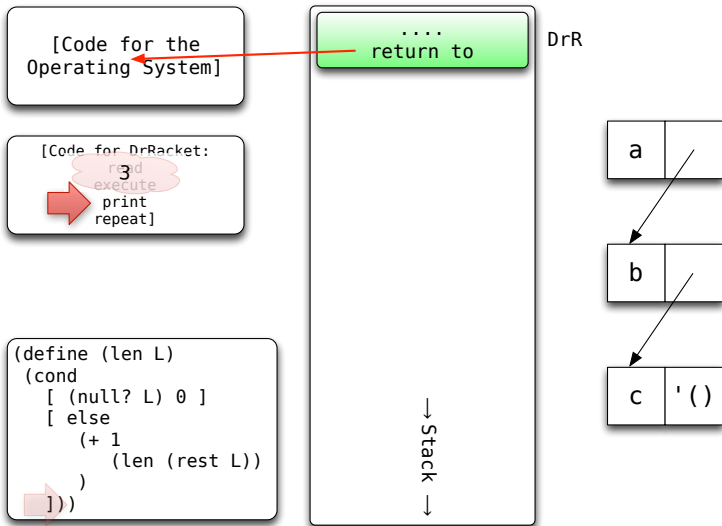 [Code for the
Operating System]
....
return to
DrR
[Code for DrRacket:
read
3
execute
print
repeat]
a
b
c '()
(define (len L)
(cond
[ (null? L) 0 ]
[ else
(+ 1
(len (rest L))
)
]))
→ Stack →